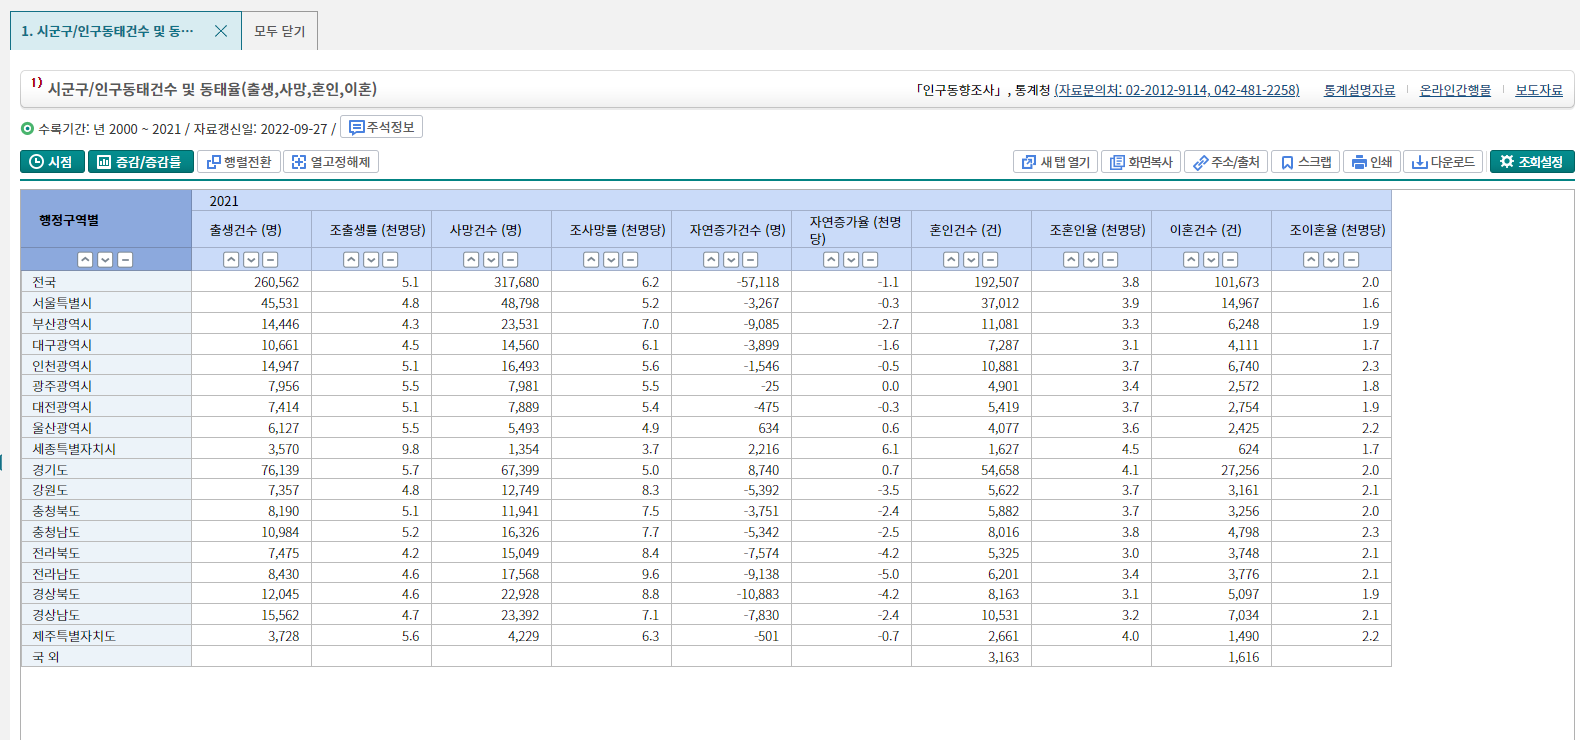 1. 시군구/인구동태건수 및 동… 모두 닫기
1) 시군구/인구동태건수 및 동태율(출생,사망,혼인,이혼) 「인구동향조사」, 통계청 (자료문의처: 02-2012-9114, 042-481-2258) 통계설명자료 온라인간행물 보도자료
수록기간: 년 2000 ~ 2021 / 자료갱신일: 2022-09-27 / 주석정보
시점 증감/증감률 행렬전환 열고정해제 새 탭 열기 화면복사 주소/출처 스크랩 인쇄 다운로드 조회설정
행정구역별 2021
출생건수 (명) 조출생률 (천명당) 사망건수 (명) 조사망률 (천명당) 자연증가건수 (명) 자연증가율 (천명당) 혼인건수 (건) 조혼인율 (천명당) 이혼건수 (건) 조이혼율 (천명당)
전국 260,562 5.1 317,680 6.2 -57,118 -1.1 192,507 3.8 101,673 2.0
서울특별시 45,531 4.8 48,798 5.2 -3,267 -0.3 37,012 3.9 14,967 1.6
부산광역시 14,446 4.3 23,531 7.0 -9,085 -2.7 11,081 3.3 6,248 1.9
대구광역시 10,661 4.5 14,560 6.1 -3,899 -1.6 7,287 3.1 4,111 1.7
인천광역시 14,947 5.1 16,493 5.6 -1,546 -0.5 10,881 3.7 6,740 2.3
광주광역시 7,956 5.5 7,981 5.5 -25 0.0 4,901 3.4 2,572 1.8
대전광역시 7,414 5.1 7,889 5.4 -475 -0.3 5,419 3.7 2,754 1.9
울산광역시 6,127 5.5 5,493 4.9 634 0.6 4,077 3.6 2,425 2.2
세종특별자치시 3,570 9.8 1,354 3.7 2,216 6.1 1,627 4.5 624 1.7
경기도 76,139 5.7 67,399 5.0 8,740 0.7 54,658 4.1 27,256 2.0
강원도 7,357 4.8 12,749 8.3 -5,392 -3.5 5,622 3.7 3,161 2.1
충청북도 8,190 5.1 11,941 7.5 -3,751 -2.4 5,882 3.7 3,256 2.0
충청남도 10,984 5.2 16,326 7.7 -5,342 -2.5 8,016 3.8 4,798 2.3
전라북도 7,475 4.2 15,049 8.4 -7,574 -4.2 5,325 3.0 3,748 2.1
전라남도 8,430 4.6 17,568 9.6 -9,138 -5.0 6,201 3.4 3,776 2.1
경상북도 12,045 4.6 22,928 8.8 -10,883 -4.2 8,163 3.1 5,097 1.9
경상남도 15,562 4.7 23,392 7.1 -7,830 -2.4 10,531 3.2 7,034 2.1
제주특별자치도 3,728 5.6 4,229 6.3 -501 -0.7 2,661 4.0 1,490 2.2
국 외 3,163 1,616